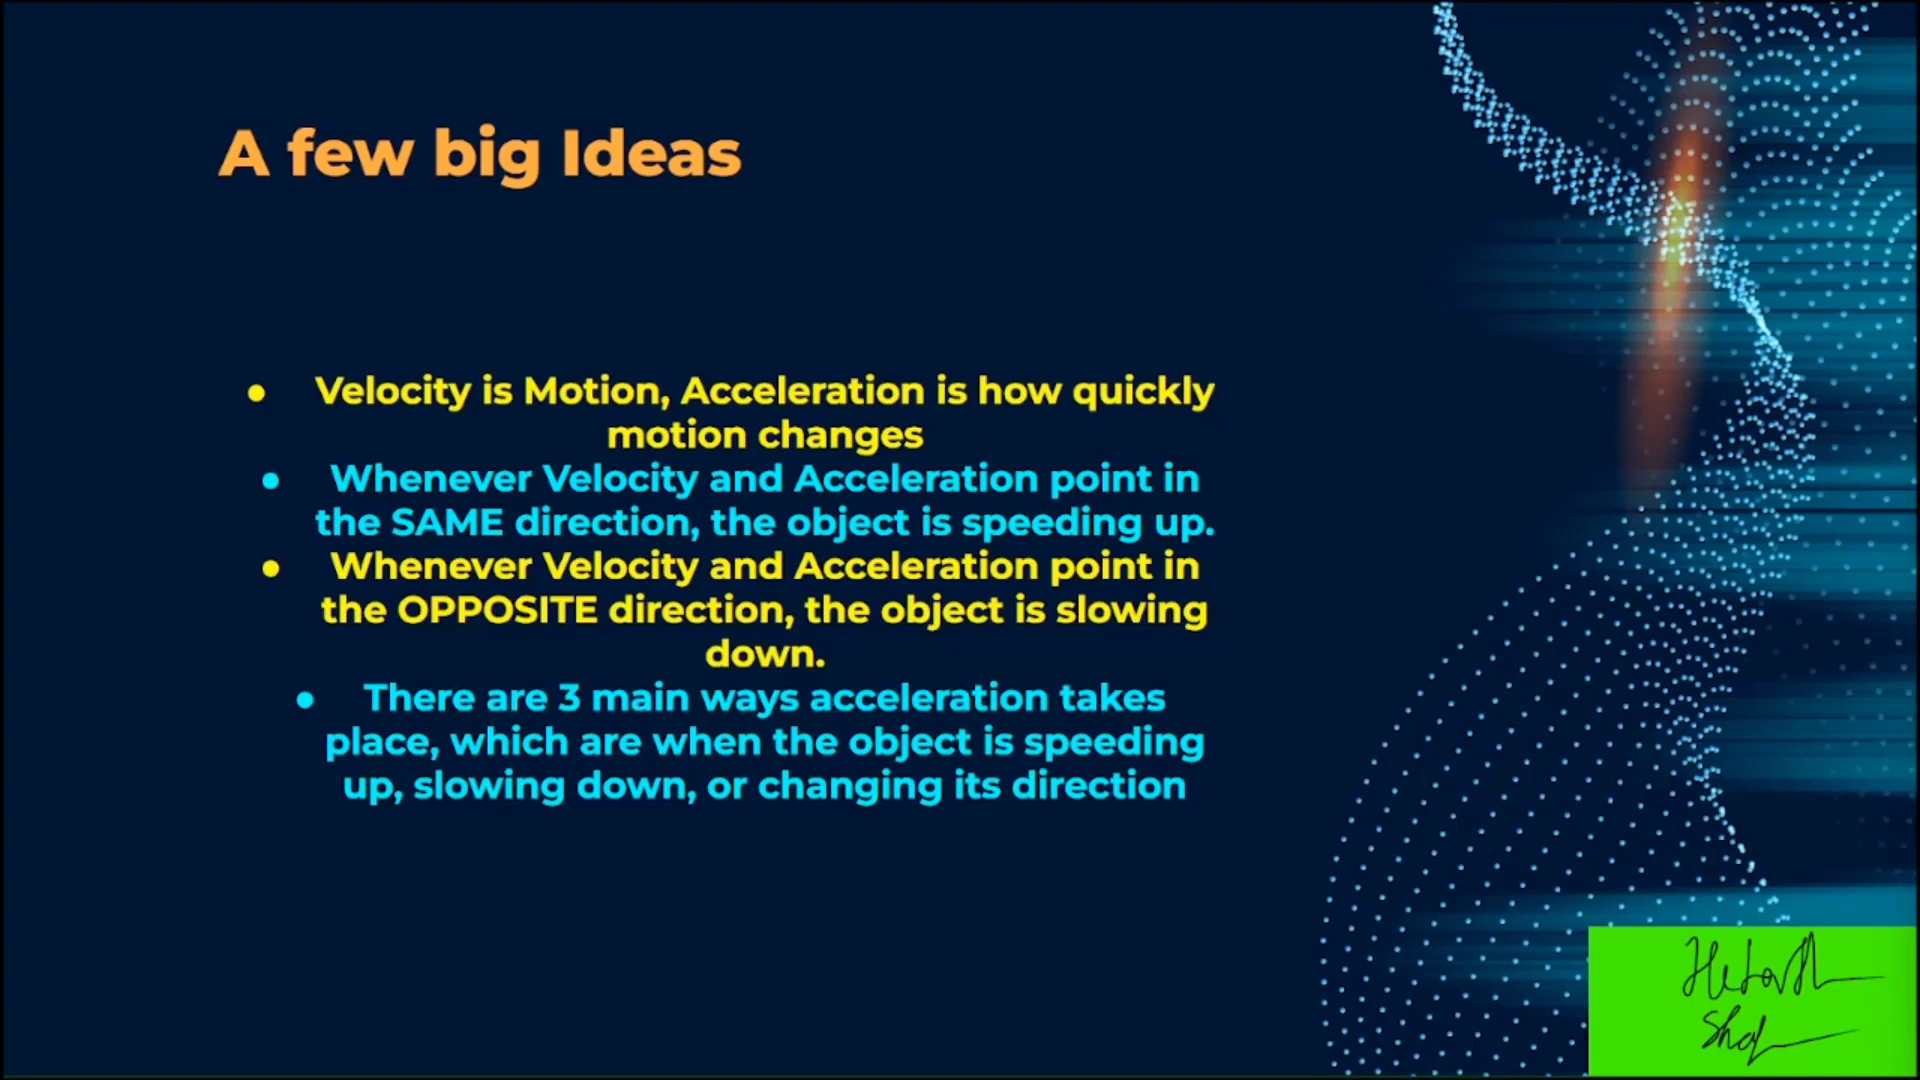 A few big Ideas
● Velocity is Motion, Acceleration is how quickly
motion changes
● Whenever Velocity and Acceleration point in
the SAME direction, the object is speeding up.
● Whenever Velocity and Acceleration point in
the OPPOSITE direction, the object is slowing
down.
● There are 3 main ways acceleration takes
place, which are when the object is speeding
up, slowing down, or changing its direction